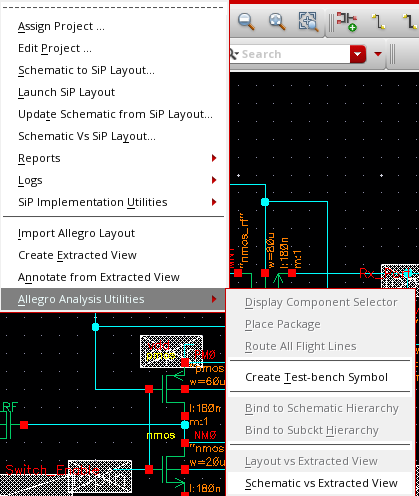 Assign Project ...
Edit Project ...
Schematic to SiP Layout...
Launch SiP Layout
Update Schematic from SiP Layout...
Schematic Vs SiP Layout...
Reports
Logs
SiP Implementation Utilities
Import Allegro Layout
Create Extracted View
Annotate from Extracted View
Allegro Analysis Utilities
Search
"nmos_rf"
w=80u
l:180n
m:1
Display Component Selector
Place Package
Route All Flight Lines
Create Test-bench Symbol
Bind to Schematic Hierarchy
Bind to Subckt Hierarchy
Layout vs Extracted View
Schematic vs Extracted View
NM0
pmos
w=60u
l:180n
m:1
RF
nmos
NM0
w=20u
l:180n
Switch